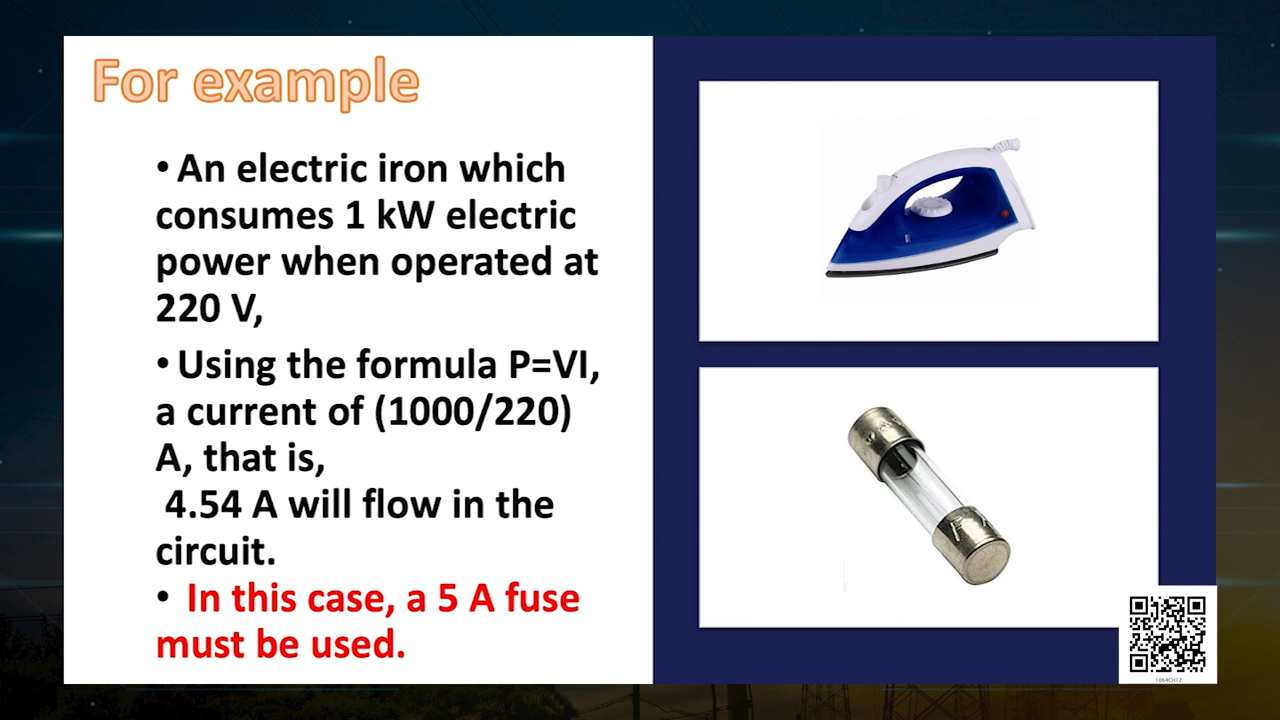 For example
• An electric iron which
consumes 1 kW electric
power when operated at
220 V,
• Using the formula P=VI,
a current of (1000/220)
A, that is,
4.54 A will flow in the
circuit.
• In this case, a 5 A fuse
must be used.
1064CH12